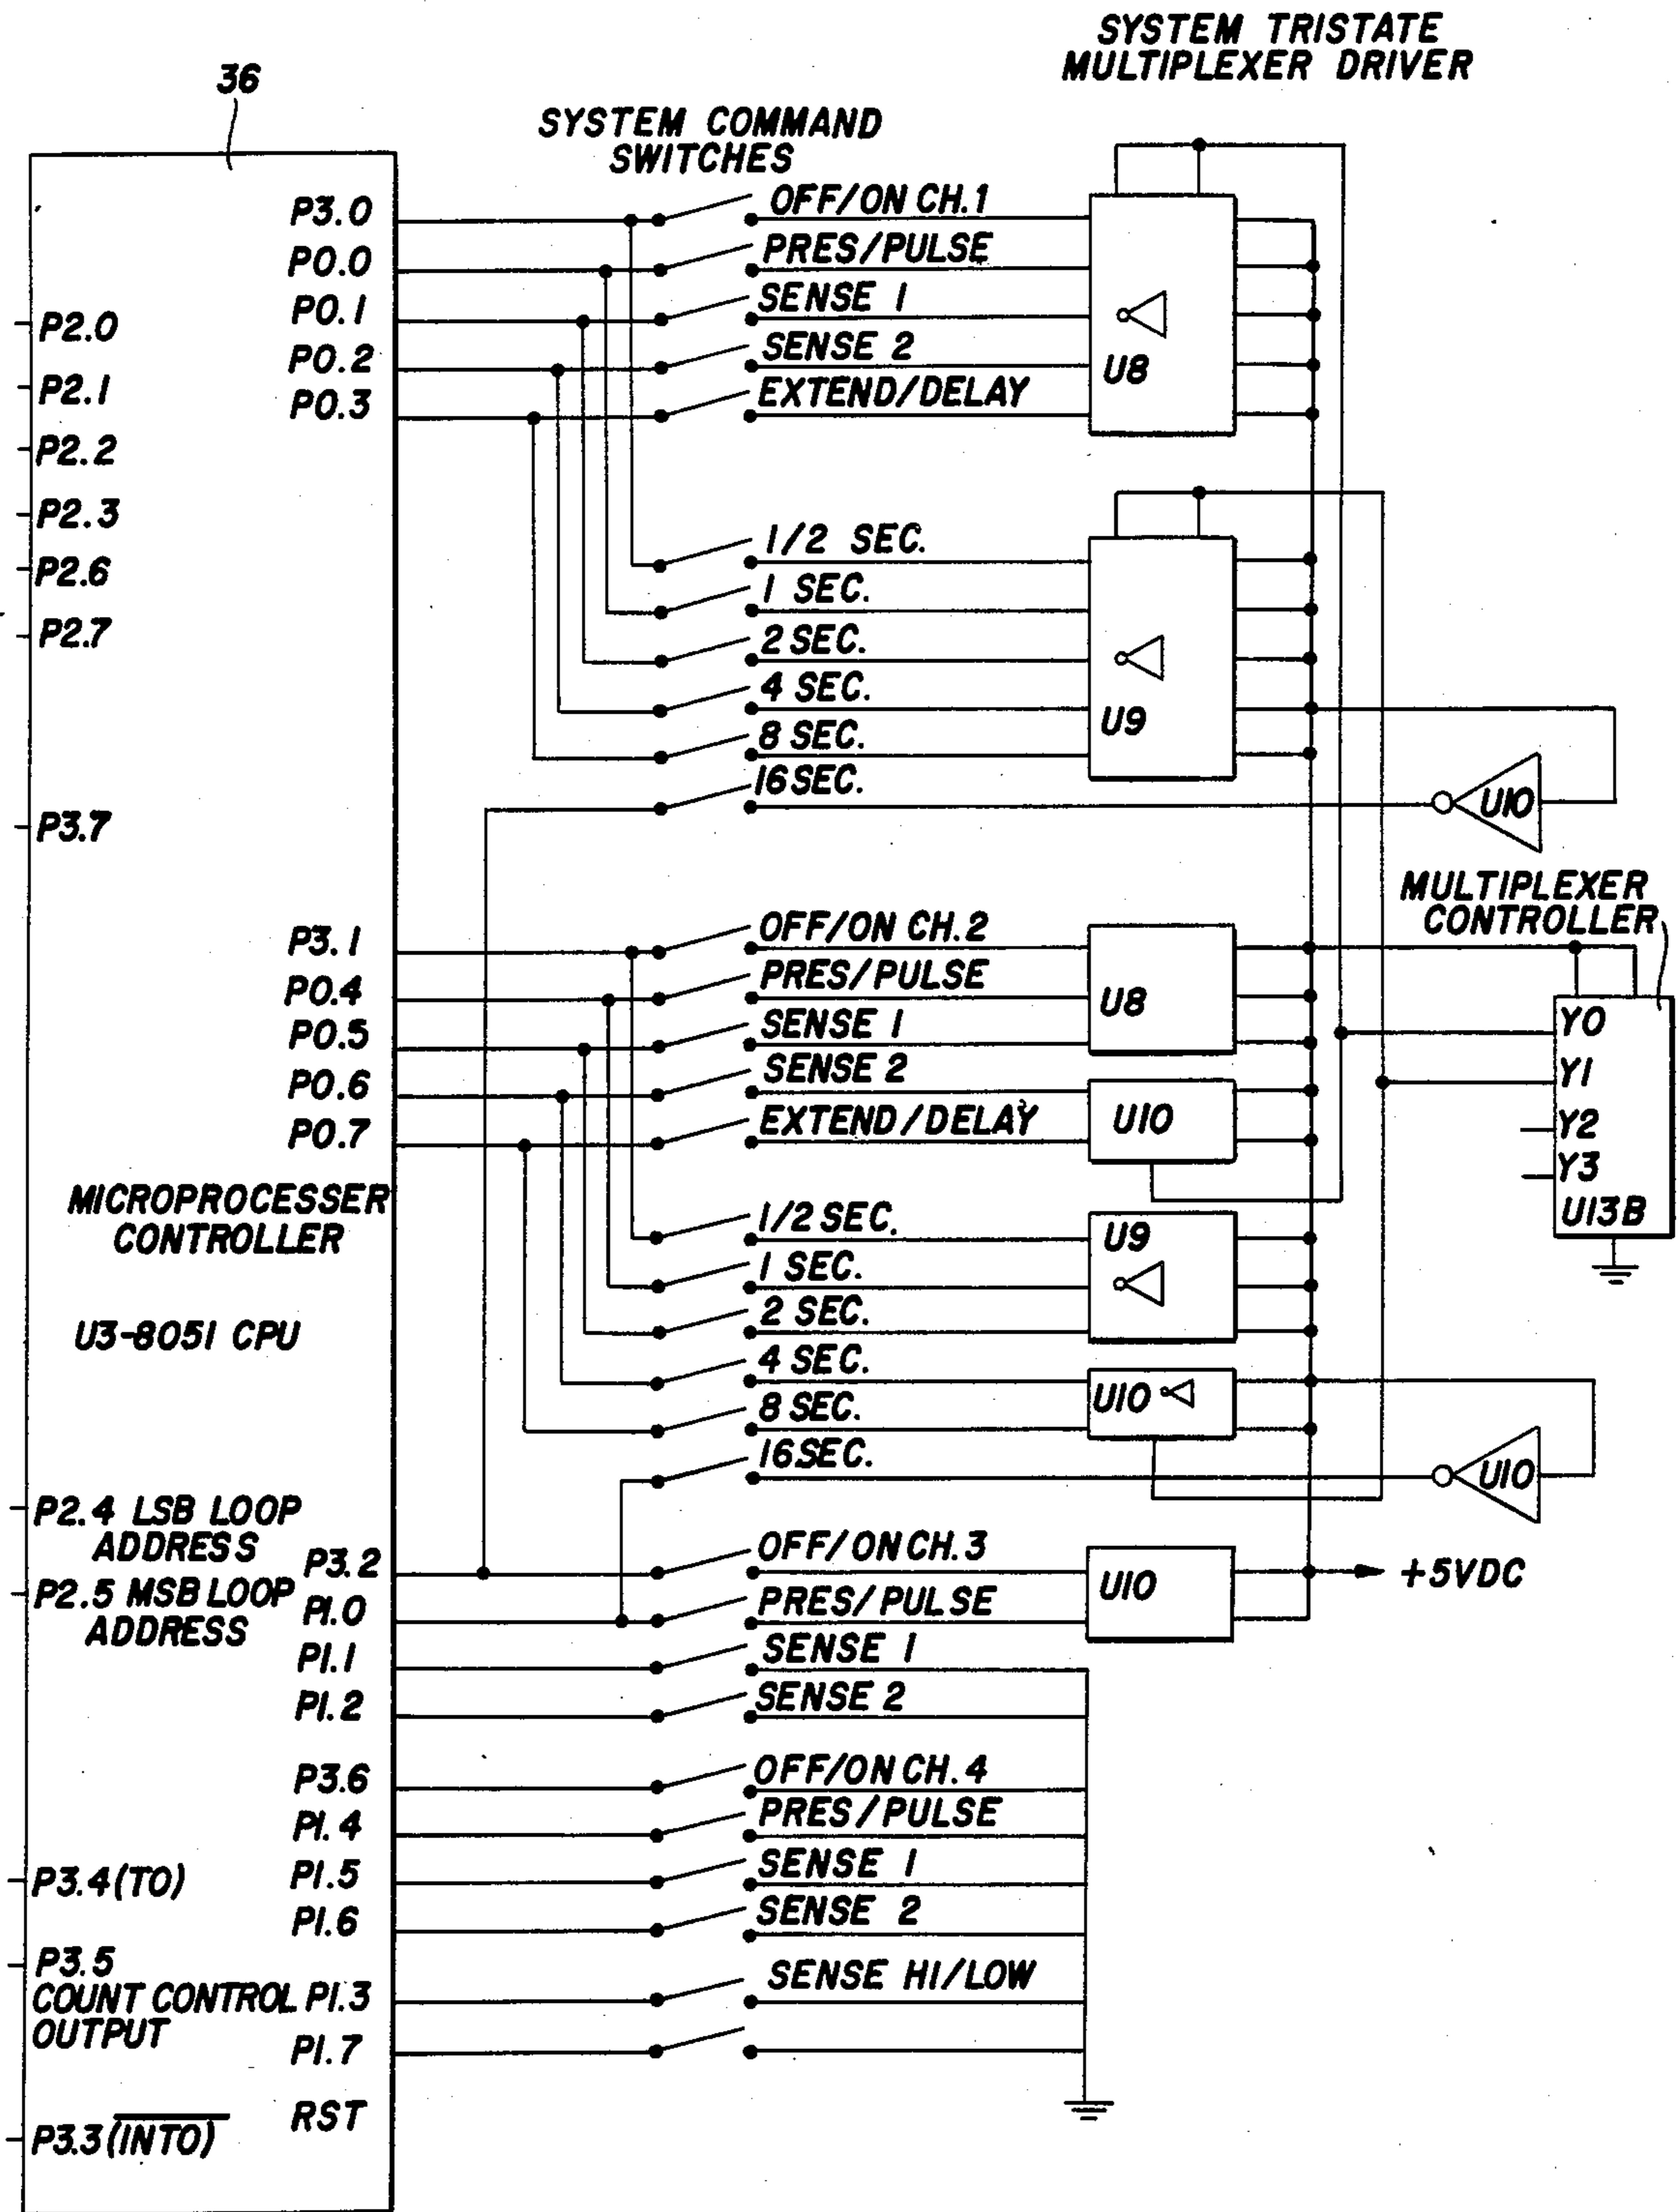 SYSTEM TRISTATE
MULTIPLEXER DRIVER
36
SYSTEM COMMAND
SWITCHES
P3.0
OFF/ON CH.1
P0.0
PRES/PULSE
P0.1
SENSE 1
P2.0
P0.2
SENSE 2
U8
P2.1
P0.3
EXTEND/DELAY
P2.2
P2.3
1/2 SEC.
P2.6
1 SEC.
P2.7
2 SEC.
4 SEC.
U9
8 SEC.
16 SEC.
U10
P3.7
MULTIPLEXER
CONTROLLER
P3.1
OFF/ON CH.2
P0.4
PRES/PULSE
U8
P0.5
SENSE 1
Y0
P0.6
SENSE 2
Y1
P0.7
EXTEND/DELAY
U10
Y2
Y3
U13B
MICROPROCESSER
CONTROLLER
1/2 SEC.
U9
1 SEC.
2 SEC.
U3-8051 CPU
4 SEC.
U10
8 SEC.
16 SEC.
U10
P2.4 LSB LOOP
ADDRESS
P3.2
OFF/ON CH.3
U10
+5VDC
P2.5 MSB LOOP
ADDRESS
P1.0
PRES/PULSE
P1.1
SENSE 1
P1.2
SENSE 2
P3.6
OFF/ON CH.4
P1.4
PRES/PULSE
P3.4 (TO)
P1.5
SENSE 1
P1.6
SENSE 2
P3.5
COUNT CONTROL
OUTPUT
P1.3
SENSE HI/LOW
P1.7
RST
P3.3 (INTO)